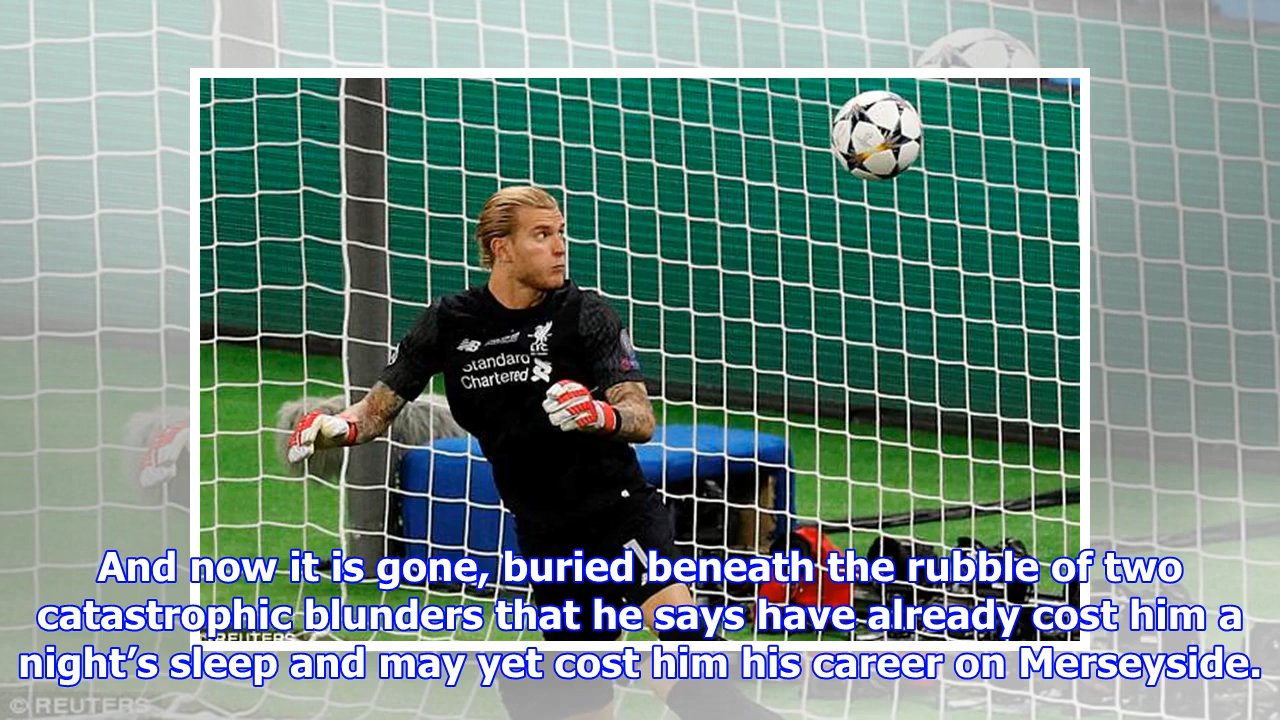 Standard
Chartered
1
And now it is gone, buried beneath the rubble of two
catastrophic blunders that he says have already cost him a
REUTERS
night’s sleep and may yet cost him his career on Merseyside.
© REUTERS